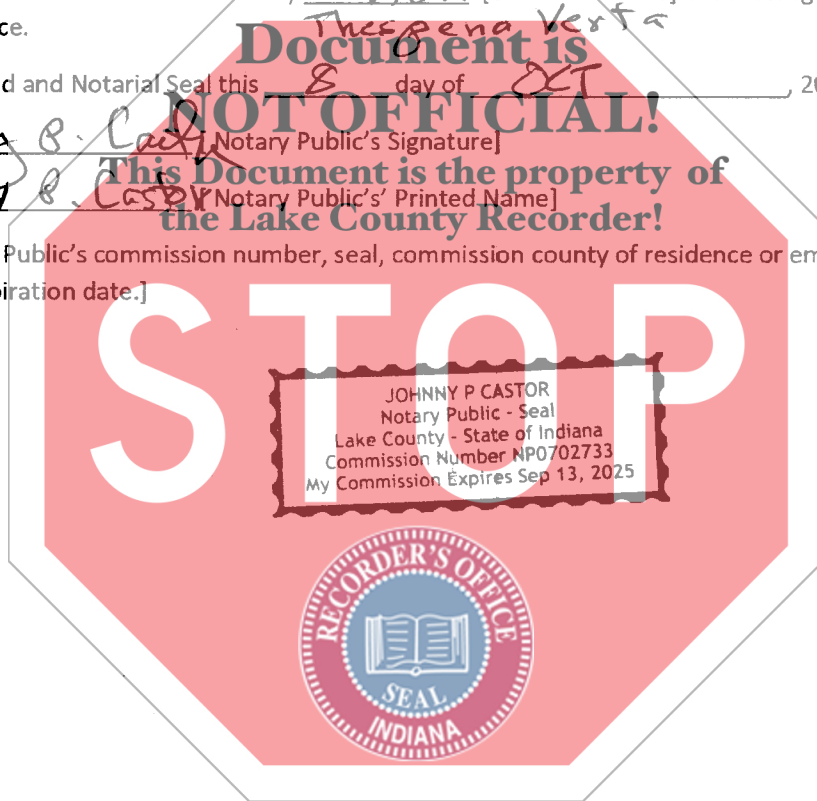 ce. Thespena Verta
Document is
d and Notarial Seal this 8 day of OCT, 20
NOT OFFICIAL!
B. [Notary Public's Signature]
This Document is the property of
B. Castor [Notary Public's' Printed Name]
the Lake County Recorder!
Public's commission number, seal, commission county of residence or em
iration date.]
STOP
JOHNNY P CASTOR
Notary Public - Seal
Lake County - State of Indiana
Commission Number NP0702733
My Commission Expires Sep 13, 2025
RECORDER'S OFFICE
SEAL
INDIANA